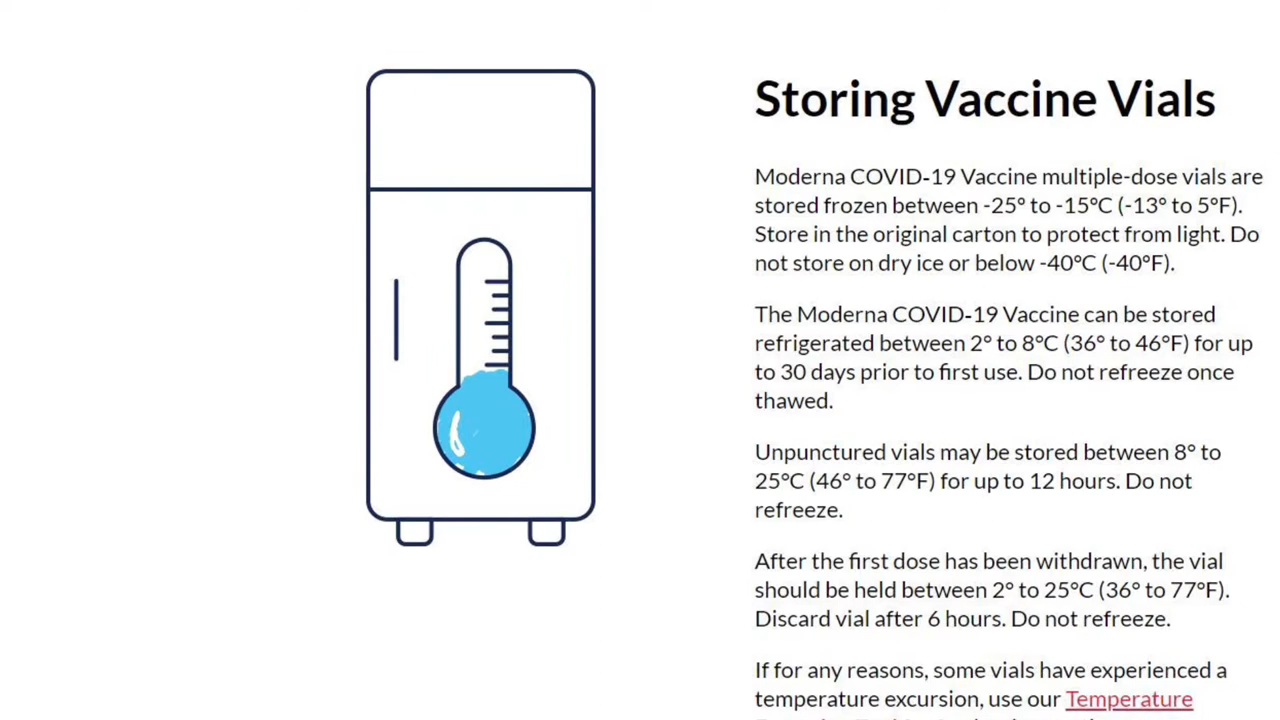 Storing Vaccine Vials
Moderna COVID-19 Vaccine multiple-dose vials are
stored frozen between -25° to -15°C (-13° to 5°F).
Store in the original carton to protect from light. Do
not store on dry ice or below -40°C (-40°F).
The Moderna COVID-19 Vaccine can be stored
refrigerated between 2° to 8°C (36° to 46°F) for up
to 30 days prior to first use. Do not refreeze once
thawed.
Unpunctured vials may be stored between 8° to
25°C (46° to 77°F) for up to 12 hours. Do not
refreeze.
After the first dose has been withdrawn, the vial
should be held between 2° to 25°C (36° to 77°F).
Discard vial after 6 hours. Do not refreeze.
If for any reasons, some vials have experienced a
temperature excursion, use our Temperature